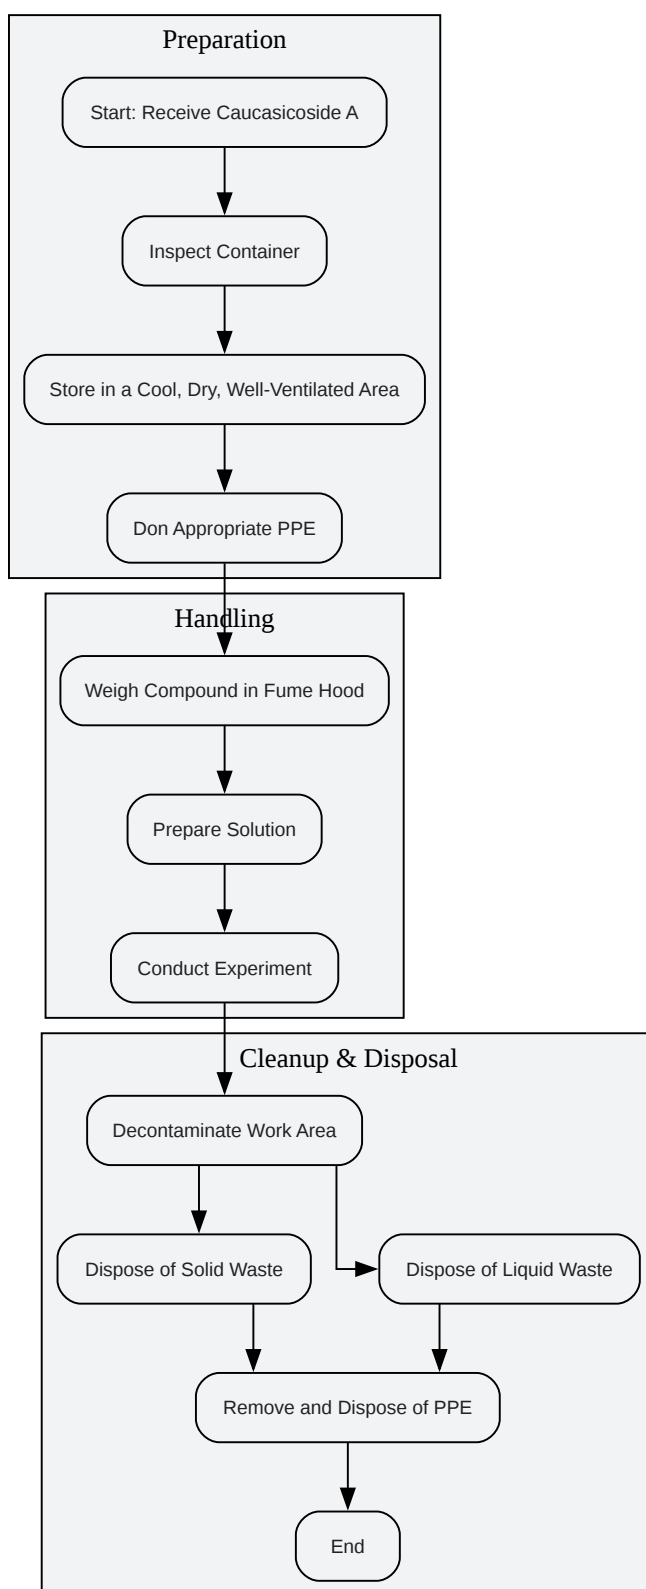 Preparation
Start: Receive Caucasicoside A
Inspect Container
Store in a Cool, Dry, Well-Ventilated Area
Don Appropriate PPE
Handling
Weigh Compound in Fume Hood
Prepare Solution
Conduct Experiment
Cleanup & Disposal
Decontaminate Work Area
Dispose of Solid Waste
Dispose of Liquid Waste
Remove and Dispose of PPE
End